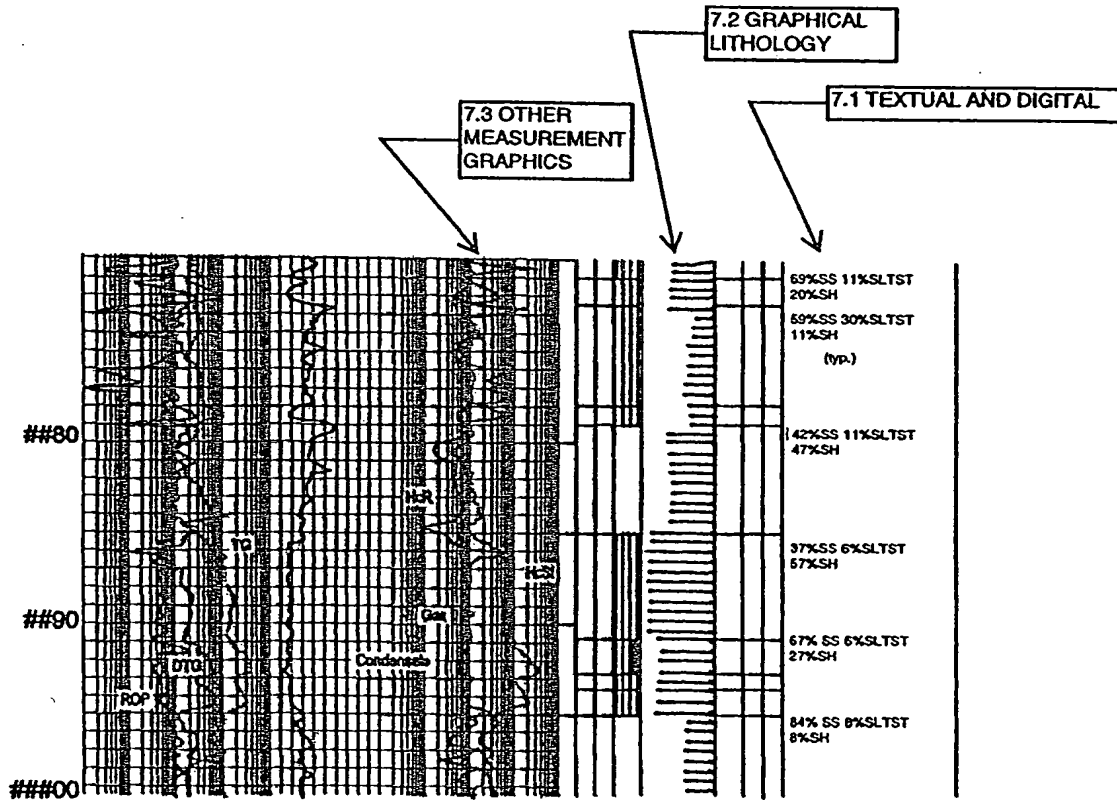 7.2 GRAPHICAL
LITHOLOGY
7.1 TEXTUAL AND DIGITAL
7.3 OTHER
MEASUREMENT
GRAPHICS
69%SS 11%SLTST
20%SH
59%SS 30%SLTST
11%SH
(typ.)
##80
42%SS 11%SLTST
47%SH
HcR
TG
37%SS 6%SLTST
57%SH
##90
Gas
67% SS 6%SLTST
27%SH
DTG
Condensate
ROP
84% SS 8%SLTST
8%SH
###00